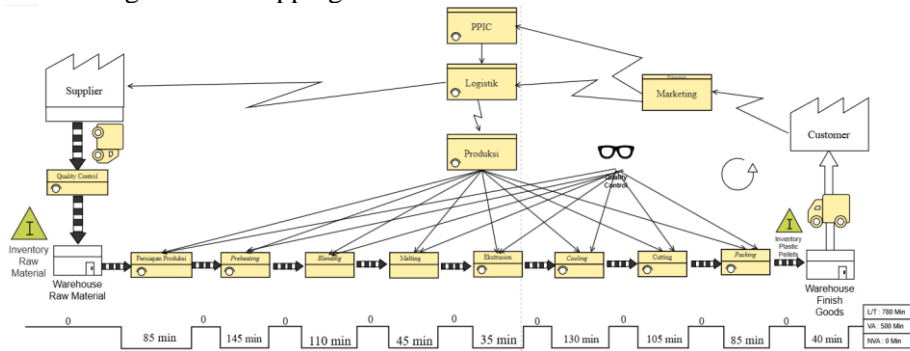 PPIC
Logistik
Supplier
Marketing
Customer
Quality Control
Produksi
Quality
Control
I
Inventory
Raw
Material
Warehouse
Raw Material
Persiapan Produksi
Preheating
Blending
Melting
Ekstrusion
Cooling
Cutting
Packing
I
Inventory
Plastic
Pellets
Warehouse
Finish
Goods
0
85 min
0
145 min
0
110 min
0
45 min
0
35 min
0
130 min
0
105 min
0
85 min
0
40 min
L/T : 780 Min
VA : 580 Min
NVA : 0 Min